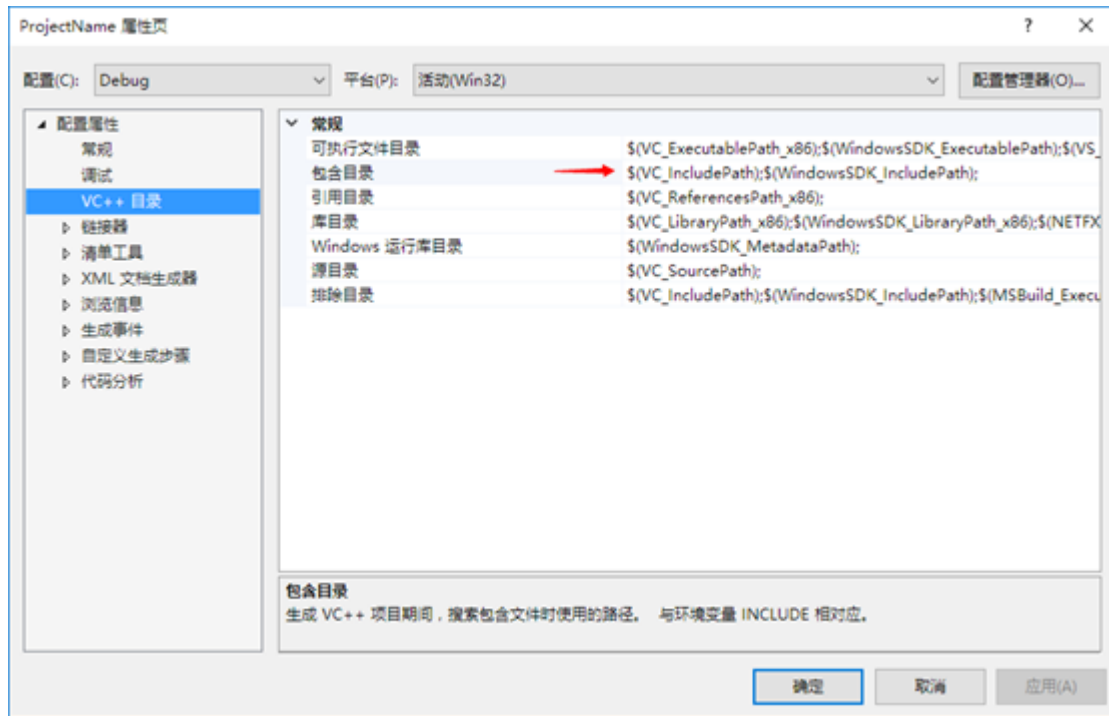 ProjectName 属性页
配置(C): Debug 平台(P): 活动(Win32) 配置管理器(O)...
配置属性
常规
调试
VC++ 目录
链接器
清单工具
XML 文档生成器
浏览信息
生成事件
自定义生成步骤
代码分析
常规
可执行文件目录 $(VC_ExecutablePath_x86);$(WindowsSDK_ExecutablePath);$(VS_
包含目录 $(VC_IncludePath);$(WindowsSDK_IncludePath);
引用目录 $(VC_ReferencesPath_x86);
库目录 $(VC_LibraryPath_x86);$(WindowsSDK_LibraryPath_x86);$(NETFX
Windows 运行库目录 $(WindowsSDK_MetadataPath);
源目录 $(VC_SourcePath);
排除目录 $(VC_IncludePath);$(WindowsSDK_IncludePath);$(MSBuild_Execu
包含目录
生成 VC++ 项目期间，搜索包含文件时使用的路径。 与环境变量 INCLUDE 相对应。
确定 取消 应用(A)